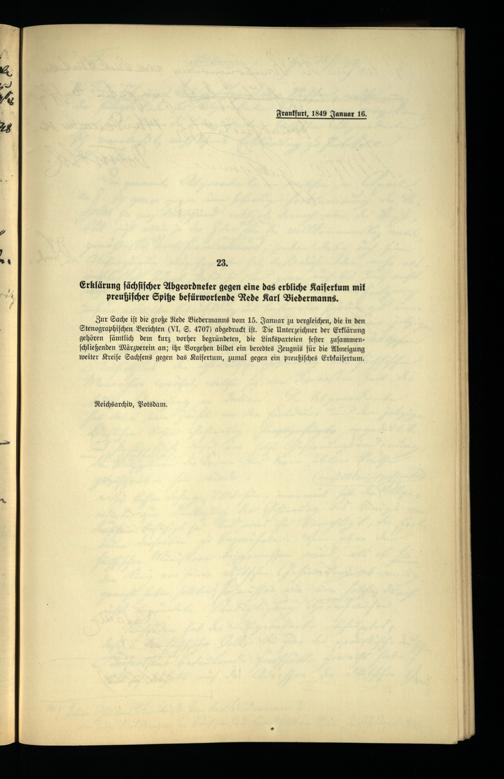 Frankfurt, 1849 Januar 16.
23.
Erklärung sächsischer Abgeordneter gegen eine das erbliche Kaisertum mit
preußischer Spitze befürwortende Rede Karl Biedermanns.
Zur Sache ist die große Rede Biedermanns vom 15. Januar zu vergleichen, die in den
Stenographischen Berichten (VI. S. 4707) abgedruckt ist. Die Unterzeichner der Erklärung
gehören sämtlich dem kurz vorher begründeten, die Linksparteien fester zusammen-
schließenden Märzverein an; ihr Vorgehen bildet ein beredtes Zeugnis für die Abneigung
weiter Kreise Sachsens gegen das Kaisertum, zumal gegen ein preußisches Erbkaisertum.
Reichsarchiv, Potsdam.